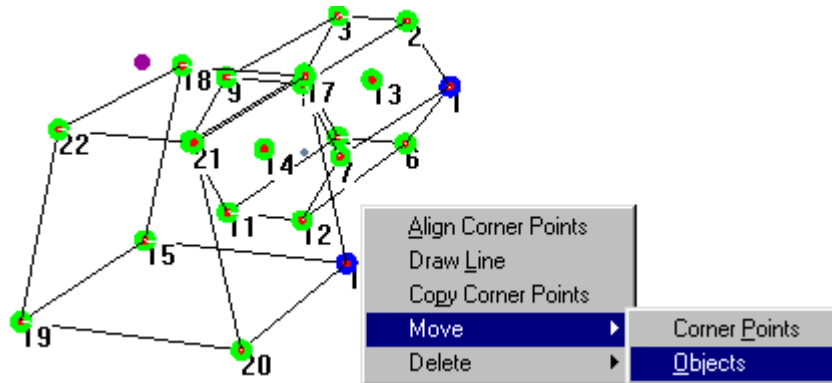 3
2
18
9
17
13
1
22
21
14
7
6
11
12
15
1
19
20
Align Corner Points
Draw Line
Copy Corner Points
Move
Corner Points
Delete
Objects